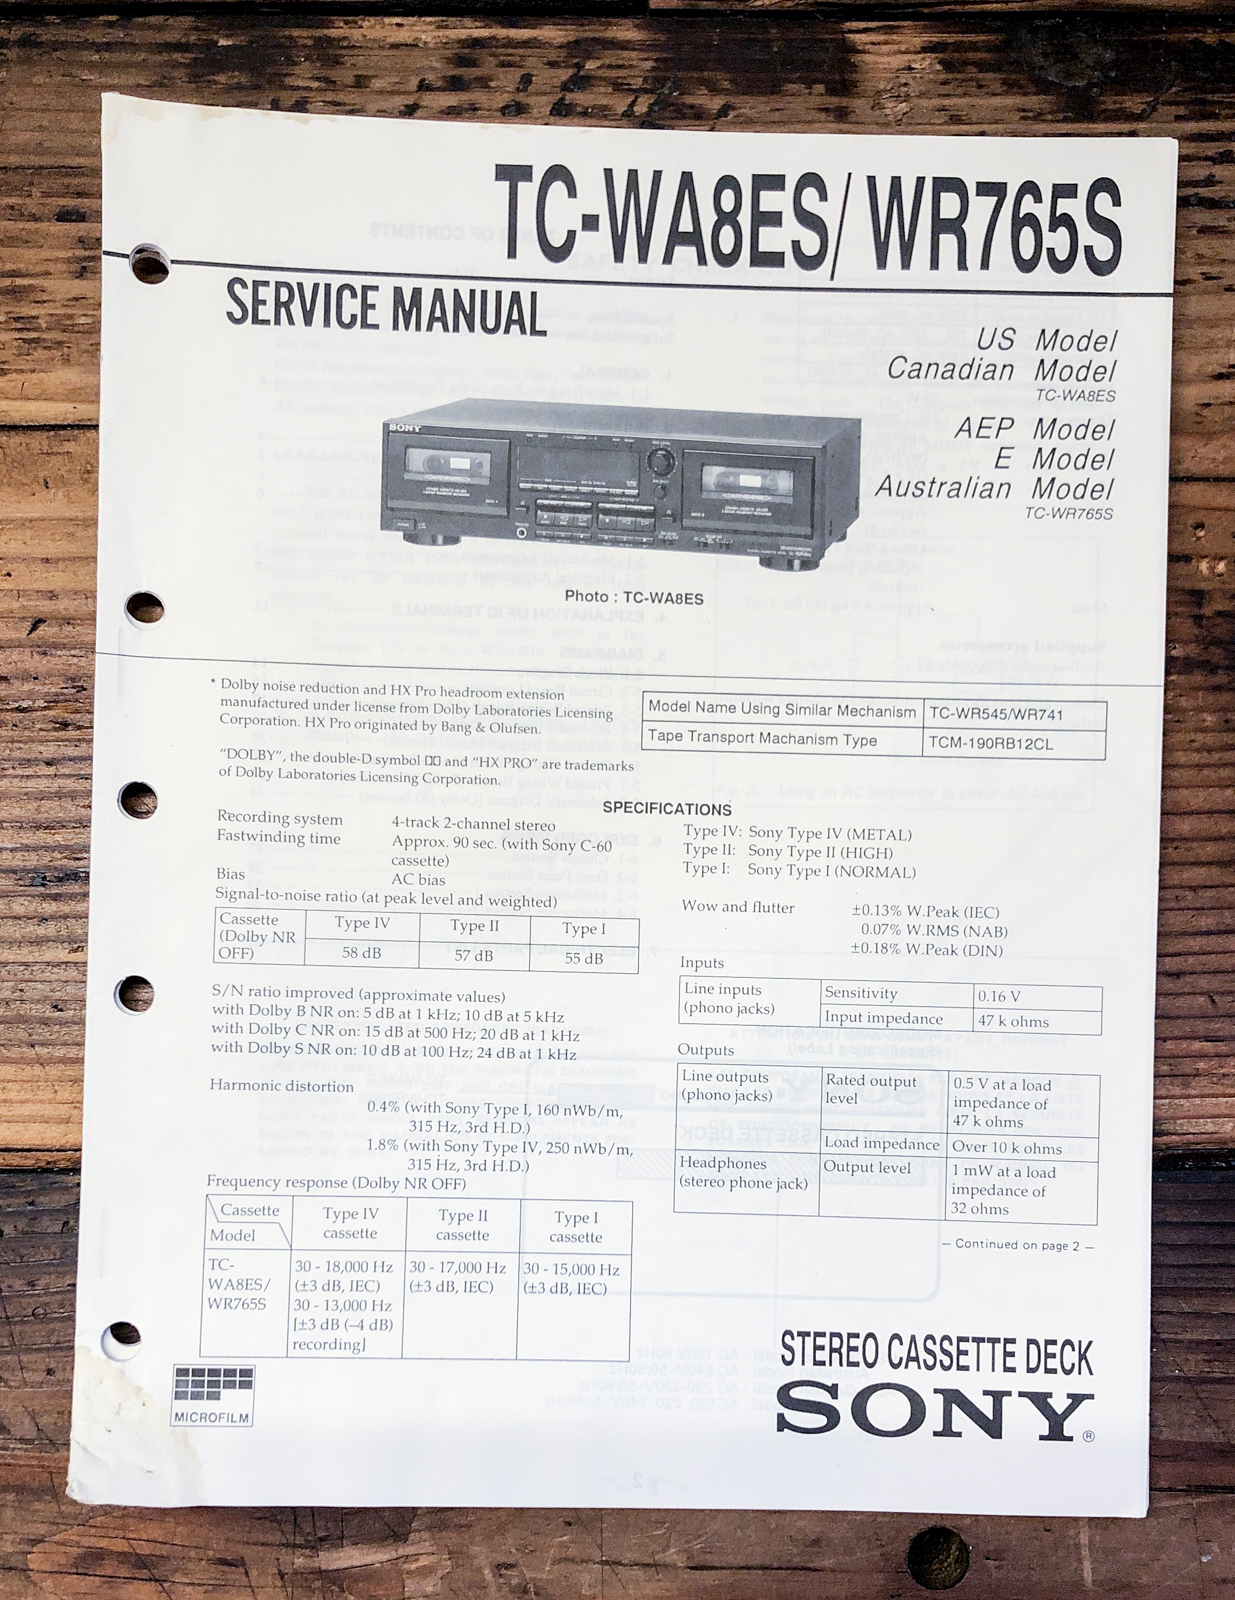 TC-WA8ES/WR765S
SERVICE MANUAL
US Model
Canadian Model
TC-WA8ES
AEP Model
E Model
Australian Model
TC-WR765S
SONY
Photo : TC-WA8ES
* Dolby noise reduction and HX Pro headroom extension
manufactured under license from Dolby Laboratories Licensing
Corporation. HX Pro originated by Bang & Olufsen.
"DOLBY", the double-D symbol and "HX PRO" are trademarks
of Dolby Laboratories Licensing Corporation.
Model Name Using Similar Mechanism TC-WR545/WR741
Tape Transport Machanism Type TCM-190RB12CL
SPECIFICATIONS
Recording system 4-track 2-channel stereo
Fastwinding time Approx. 90 sec. (with Sony C-60
cassette)
Bias AC bias
Signal-to-noise ratio (at peak level and weighted)
Cassette Type IV Type II Type I
(Dolby NR
OFF) 58 dB 57 dB 55 dB
S/N ratio improved (approximate values)
with Dolby B NR on: 5 dB at 1 kHz; 10 dB at 5 kHz
with Dolby C NR on: 15 dB at 500 Hz; 20 dB at 1 kHz
with Dolby S NR on: 10 dB at 100 Hz; 24 dB at 1 kHz
Harmonic distortion
0.4% (with Sony Type I, 160 nWb/m,
315 Hz, 3rd H.D.)
1.8% (with Sony Type IV, 250 nWb/m,
315 Hz, 3rd H.D.)
Frequency response (Dolby NR OFF)
Cassette Type IV Type II Type I
Model cassette cassette cassette
TC- 30 - 18,000 Hz 30 - 17,000 Hz 30 - 15,000 Hz
WA8ES/ (±3 dB, IEC) (±3 dB, IEC) (±3 dB, IEC)
WR765S 30 - 13,000 Hz
[±3 dB (–4 dB)
recording]
Type IV: Sony Type IV (METAL)
Type II: Sony Type II (HIGH)
Type I: Sony Type I (NORMAL)
Wow and flutter ±0.13% W.Peak (IEC)
0.07% W.RMS (NAB)
±0.18% W.Peak (DIN)
Inputs
Line inputs Sensitivity 0.16 V
(phono jacks) Input impedance 47 k ohms
Outputs
Line outputs Rated output 0.5 V at a load
(phono jacks) level impedance of
47 k ohms
Load impedance Over 10 k ohms
Headphones Output level 1 mW at a load
(stereo phone jack) impedance of
32 ohms
– Continued on page 2 –
MICROFILM
STEREO CASSETTE DECK
SONY®